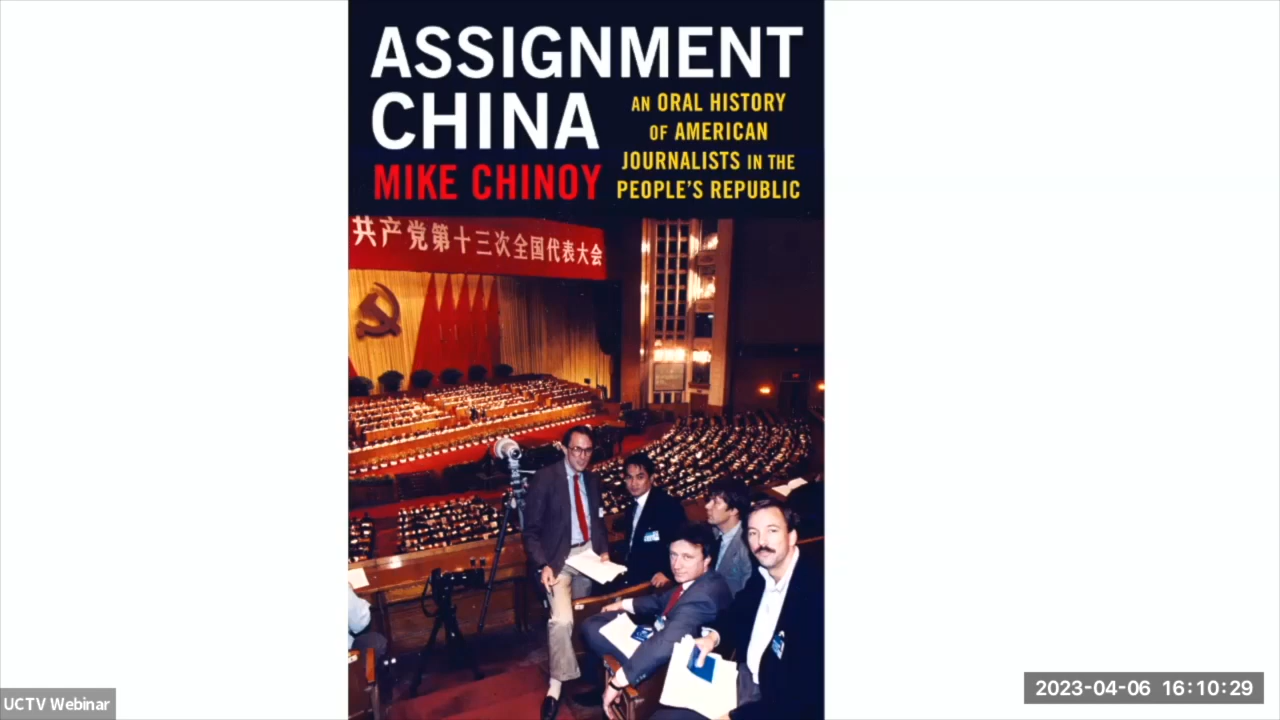 ASSIGNMENT
CHINA
AN ORAL HISTORY
OF AMERICAN
JOURNALISTS IN THE
PEOPLE'S REPUBLIC
MIKE CHINOY
共产党第十三次全国代表大会
UCTV Webinar
2023-04-06 16:10:29